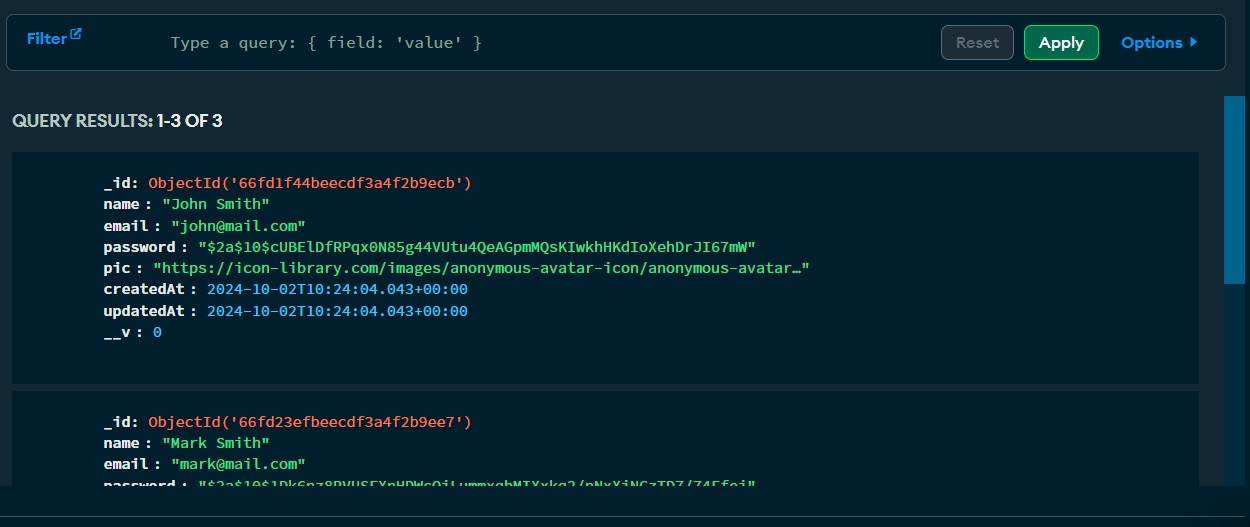 Filter
Type a query: { field: 'value' }
Reset
Apply
Options
QUERY RESULTS: 1-3 OF 3
_id: ObjectId('66fd1f44beecdf3a4f2b9ecb')
name : "John Smith"
email : "john@mail.com"
password : "$2a$10$cUBElDfRPqx0N85g44VUtu4QeAGpmMQsKIwkhHKdIoXehDrJI67mW"
pic : "https://icon-library.com/images/anonymous-avatar-icon/anonymous-avatar…"
createdAt : 2024-10-02T10:24:04.043+00:00
updatedAt : 2024-10-02T10:24:04.043+00:00
__v : 0
_id: ObjectId('66fd23efbeecdf3a4f2b9ee7')
name : "Mark Smith"
email : "mark@mail.com"
password :